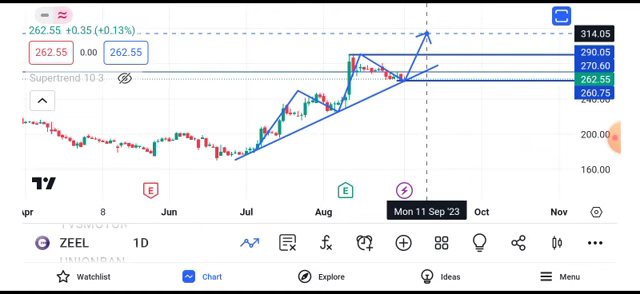 262.55 +0.35 (+0.13%)
262.55 0.00 262.55
Supertrend 10 3
314.05
290.05
270.60
262.55
260.75
240.00
200.00
160.00
E E
Apr 8 Jun Jul Aug Mon 11 Sep '23 Oct Nov
TVSMOTOR
ZEEL 1D
UNIONBAN
Watchlist Chart Explore Ideas Menu